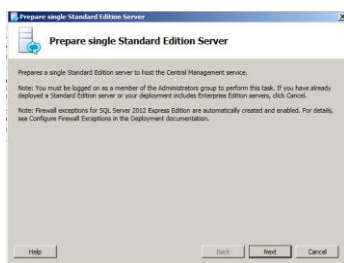 Prepare single Standard Edition Server
Prepare single Standard Edition Server
Prepares a single Standard Edition server to host the Central Management service.
Note: You must be logged on as a member of the Administrators group to perform this task. If you have already
deployed a Standard Edition server or your deployment includes Enterprise Edition servers, click Cancel.
Note: Firewall exceptions for SQL Server 2012 Express Edition are automatically created and enabled. For details,
see Configure Firewall Exceptions in the Deployment documentation.
Help Back Next Cancel